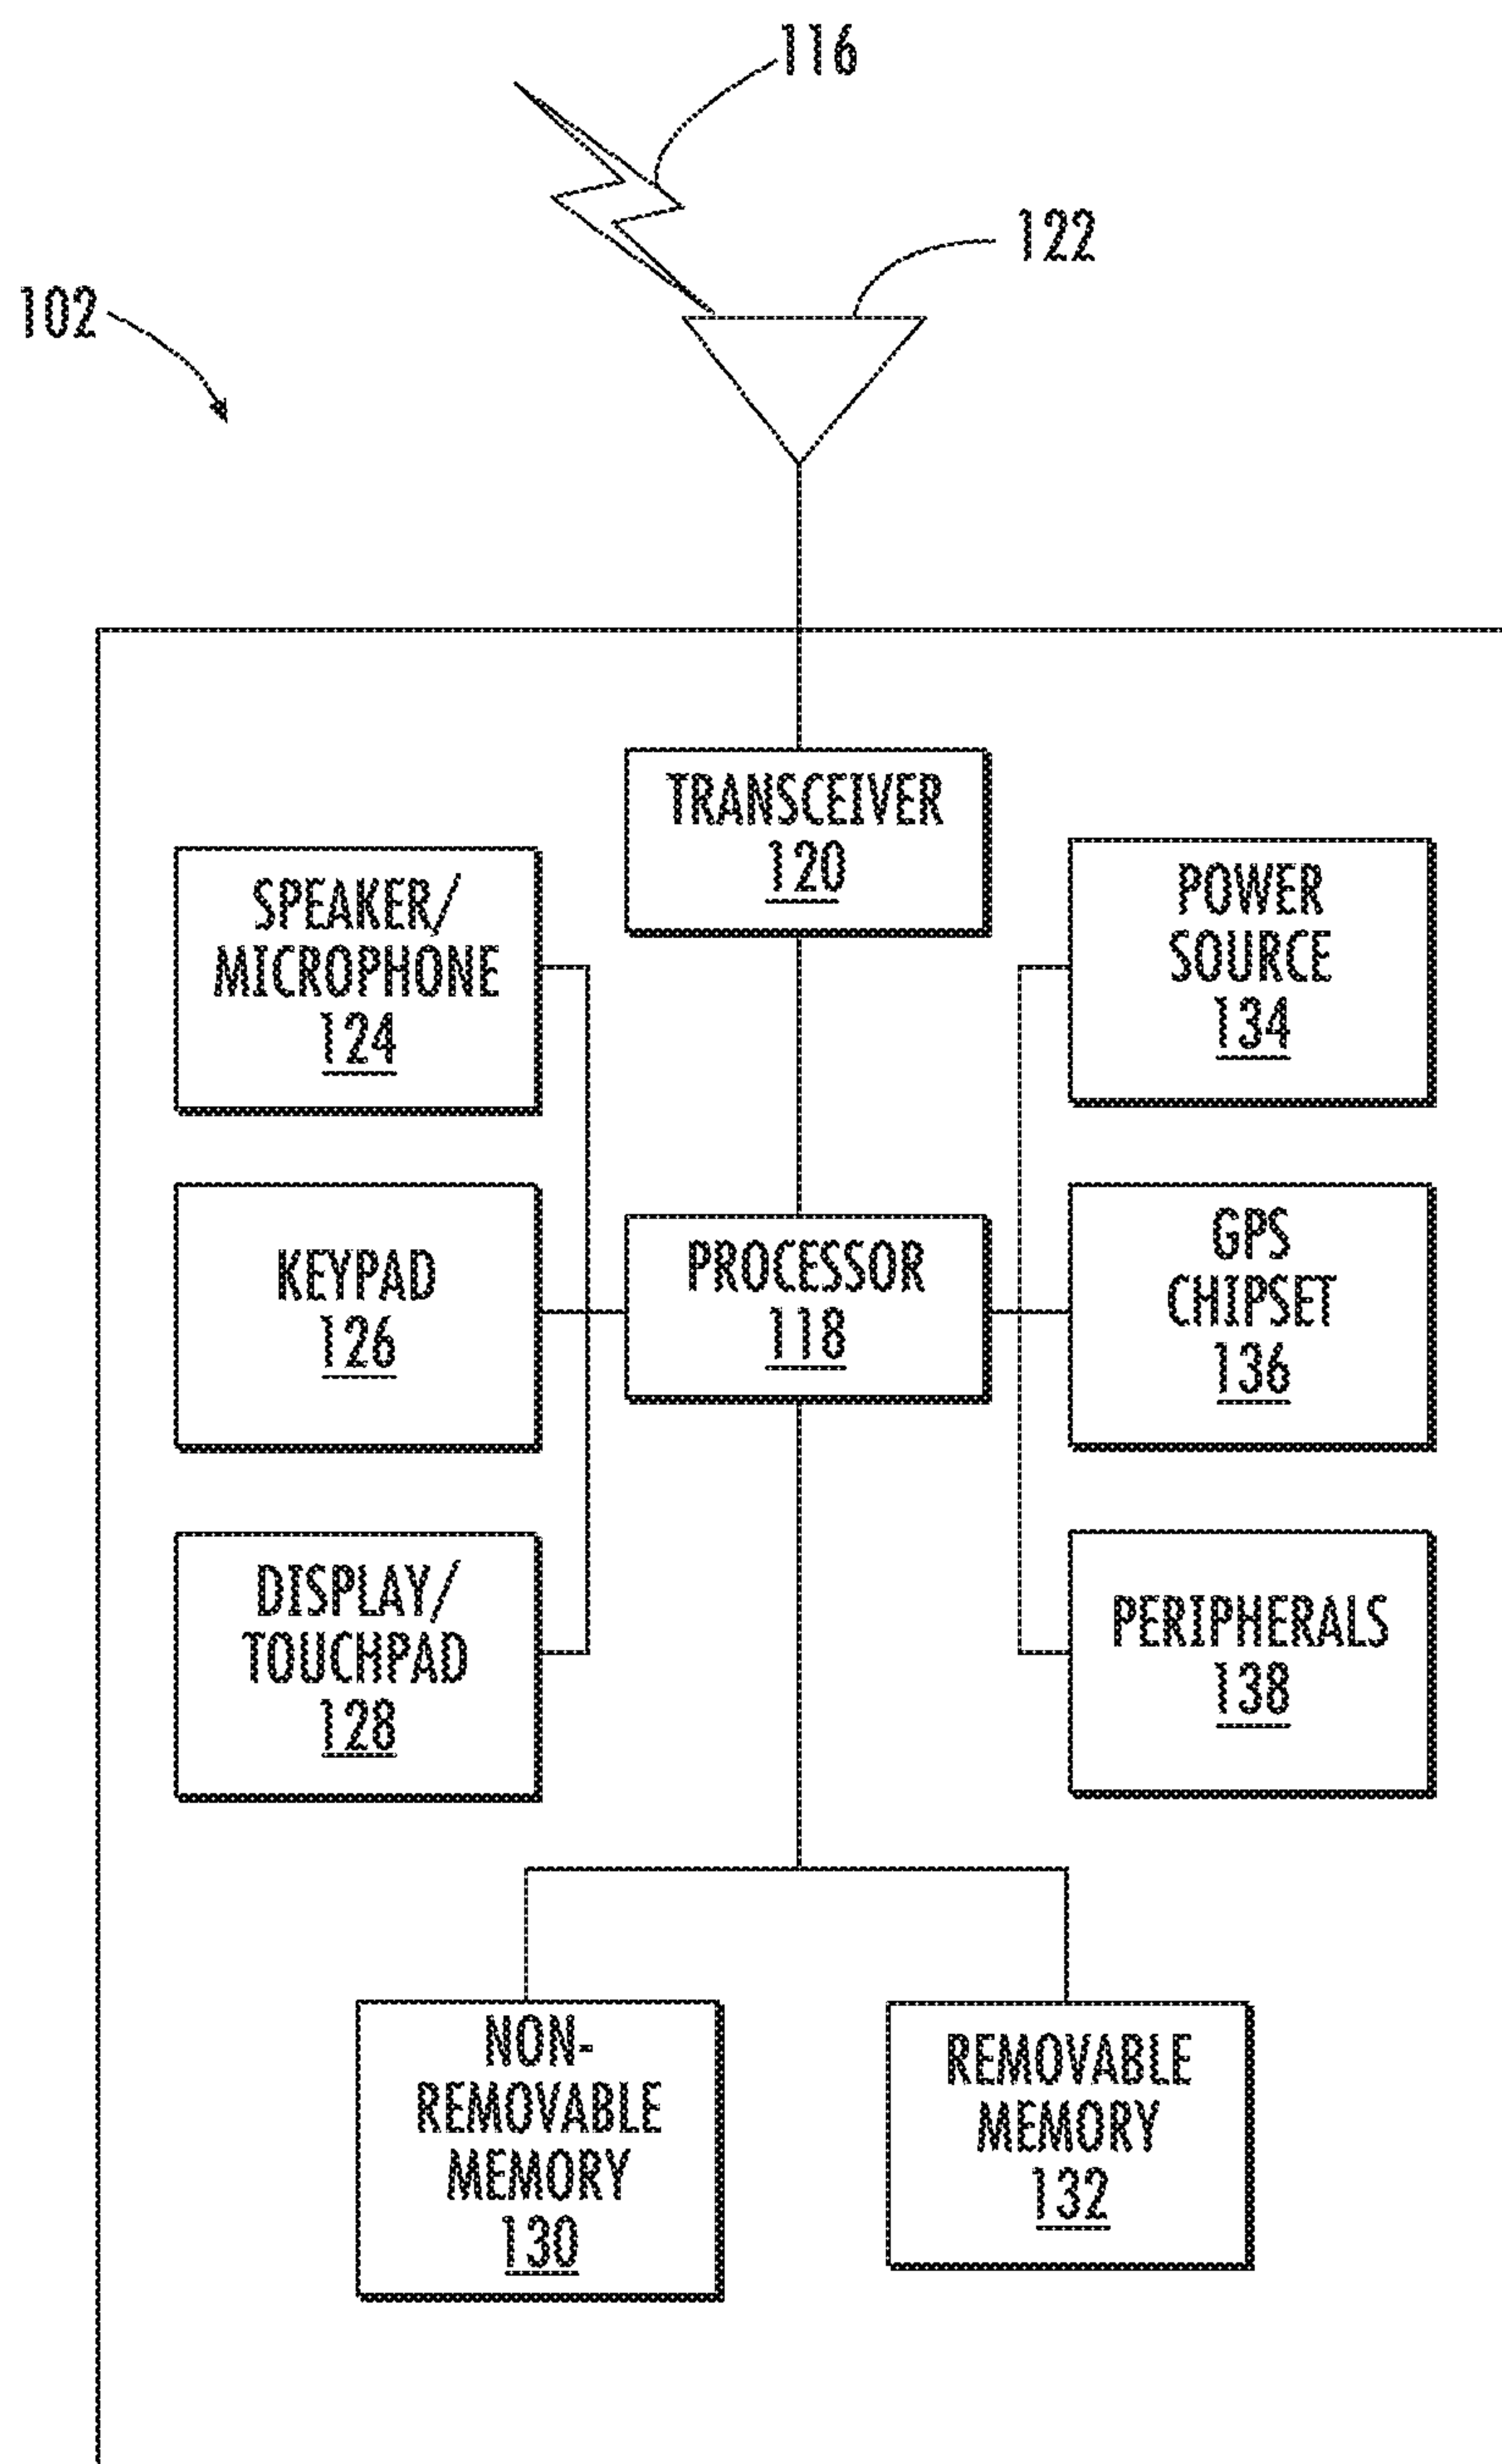 116
122
102
TRANSCEIVER
120
SPEAKER/
MICROPHONE
124
POWER
SOURCE
134
KEYPAD
126
PROCESSOR
118
GPS
CHIPSET
136
DISPLAY/
TOUCHPAD
128
PERIPHERALS
138
NON-
REMOVABLE
MEMORY
130
REMOVABLE
MEMORY
132